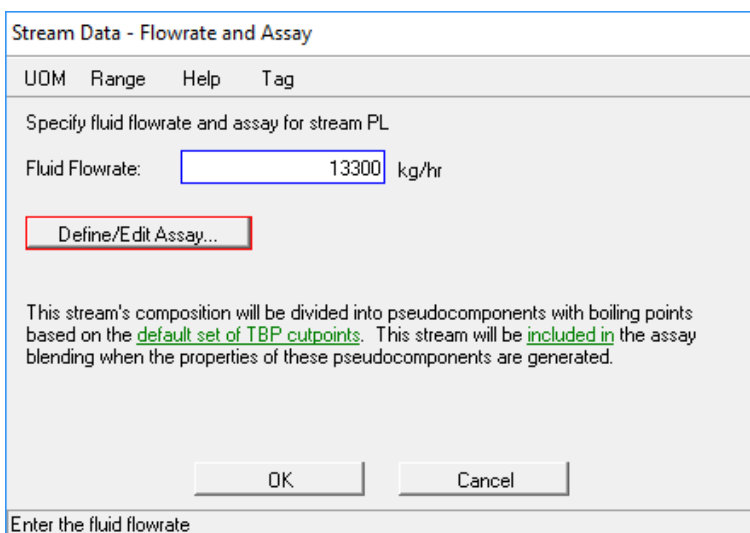 Stream Data - Flowrate and Assay
UOM Range Help Tag
Specify fluid flowrate and assay for stream PL
Fluid Flowrate: 13300 kg/hr
Define/Edit Assay...
This stream's composition will be divided into pseudocomponents with boiling points
based on the default set of TBP cutpoints. This stream will be included in the assay
blending when the properties of these pseudocomponents are generated.
OK Cancel
Enter the fluid flowrate